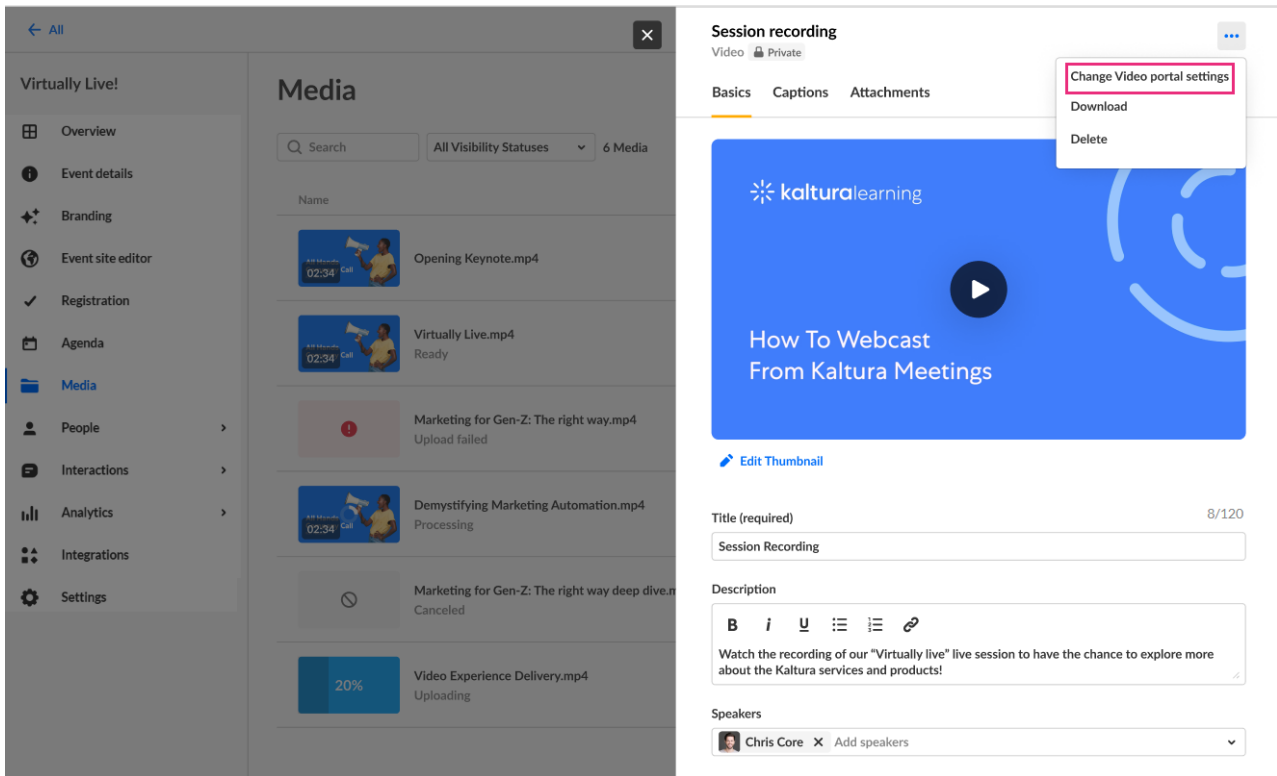 All
Virtually Live!
Overview
Event details
Branding
Event site editor
Registration
Agenda
Media
People
Interactions
Analytics
Integrations
Settings
Media
Search
All Visibility Statuses
6 Media
Name
02:34
Opening Keynote.mp4
02:34
Virtually Live.mp4
Ready
Marketing for Gen-Z: The right way.mp4
Upload failed
02:34
Demystifying Marketing Automation.mp4
Processing
Marketing for Gen-Z: The right way deep dive.m
Canceled
20%
Video Experience Delivery.mp4
Uploading
Session recording
Video
Private
Change Video portal settings
Download
Delete
Basics
Captions
Attachments
kalturalearning
How To Webcast
From Kaltura Meetings
Edit Thumbnail
Title (required)
8/120
Session Recording
Description
B i U
Watch the recording of our “Virtually live” live session to have the chance to explore more
about the Kaltura services and products!
Speakers
Chris Core
Add speakers